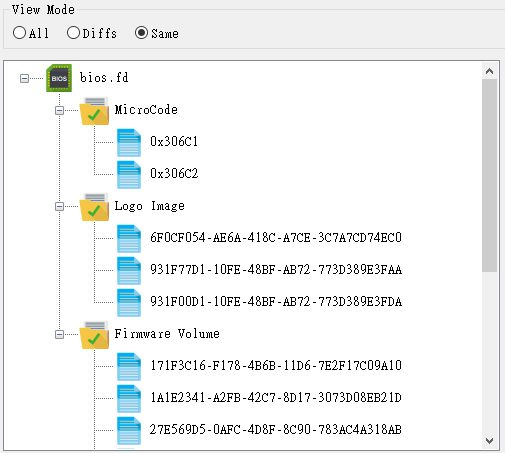 View Mode
All Diffs Same
BIOS bios.fd
MicroCode
0x306C1
0x306C2
Logo Image
6F0CF054-AE6A-418C-A7CE-3C7A7CD74EC0
931F77D1-10FE-48BF-AB72-773D389E3FAA
931F00D1-10FE-48BF-AB72-773D389E3FDA
Firmware Volume
171F3C16-F178-4B6B-11D6-7E2F17C09A10
1A1E2341-A2FB-42C7-8D17-3073D08EB21D
27E569D5-0AFC-4D8F-8C90-783AC4A318AB